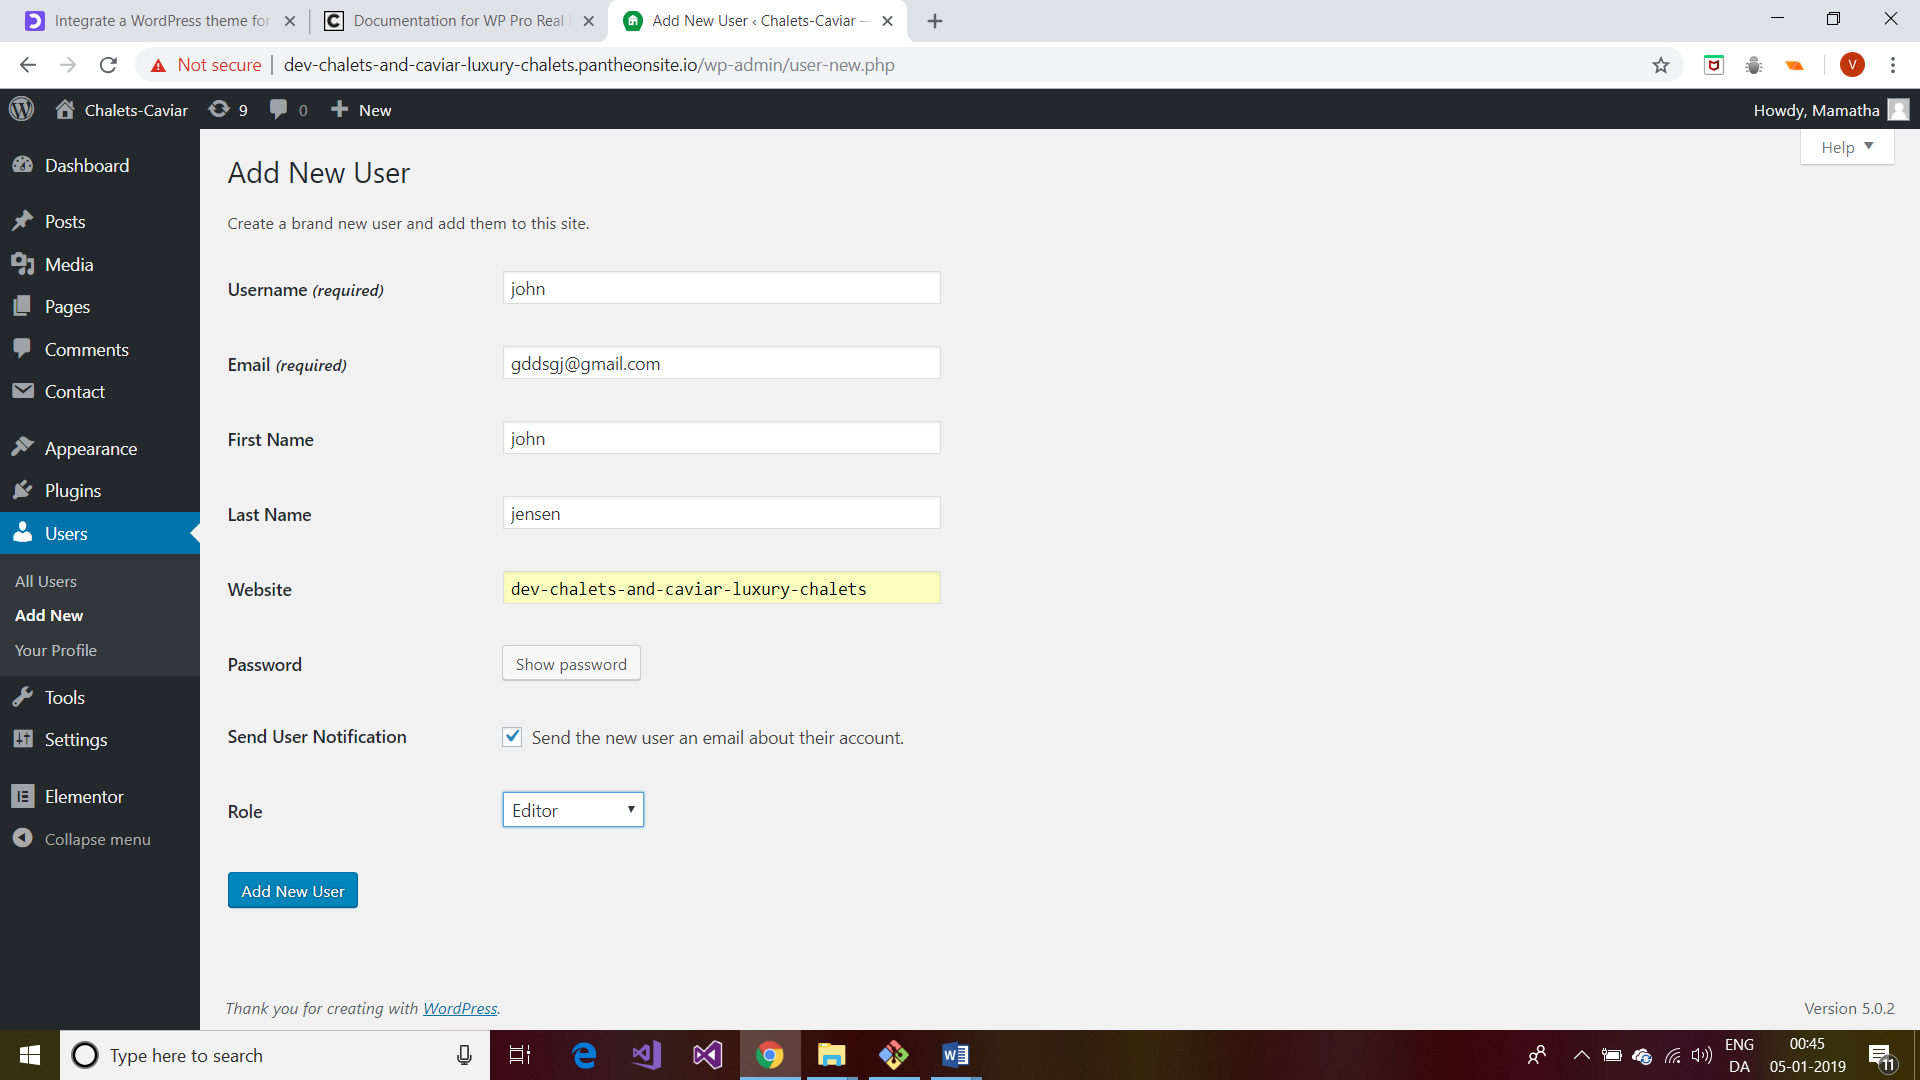 Integrate a WordPress theme for
Documentation for WP Pro Real
Add New User ‹ Chalets-Caviar —
Not secure
dev-chalets-and-caviar-luxury-chalets.pantheonsite.io/wp-admin/user-new.php
V
Chalets-Caviar
9
0
New
Howdy, Mamatha
Help
Dashboard
Posts
Media
Pages
Comments
Contact
Appearance
Plugins
Users
All Users
Add New
Your Profile
Tools
Settings
Elementor
Collapse menu
Add New User
Create a brand new user and add them to this site.
Username (required)
john
Email (required)
gddsgj@gmail.com
First Name
john
Last Name
jensen
Website
dev-chalets-and-caviar-luxury-chalets
Password
Show password
Send User Notification
Send the new user an email about their account.
Role
Editor
Add New User
Thank you for creating with WordPress.
Version 5.0.2
Type here to search
ENG
DA
00:45
05-01-2019
11